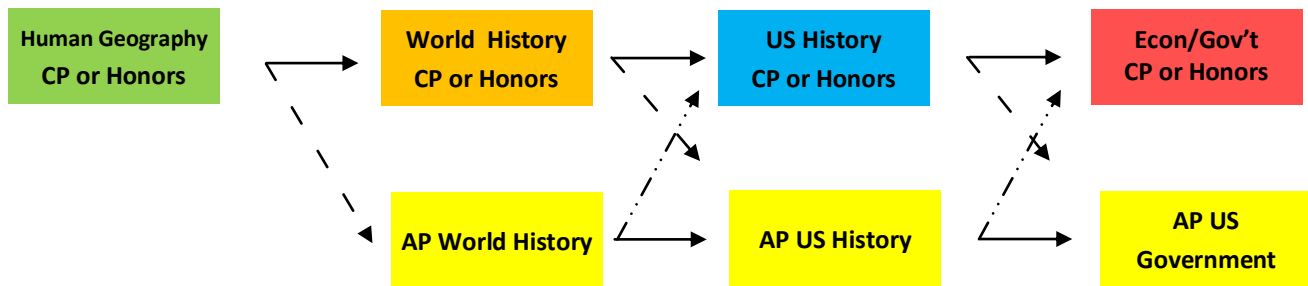 Human Geography
CP or Honors
World History
CP or Honors
US History
CP or Honors
Econ/Gov’t
CP or Honors
AP World History
AP US History
AP US
Government